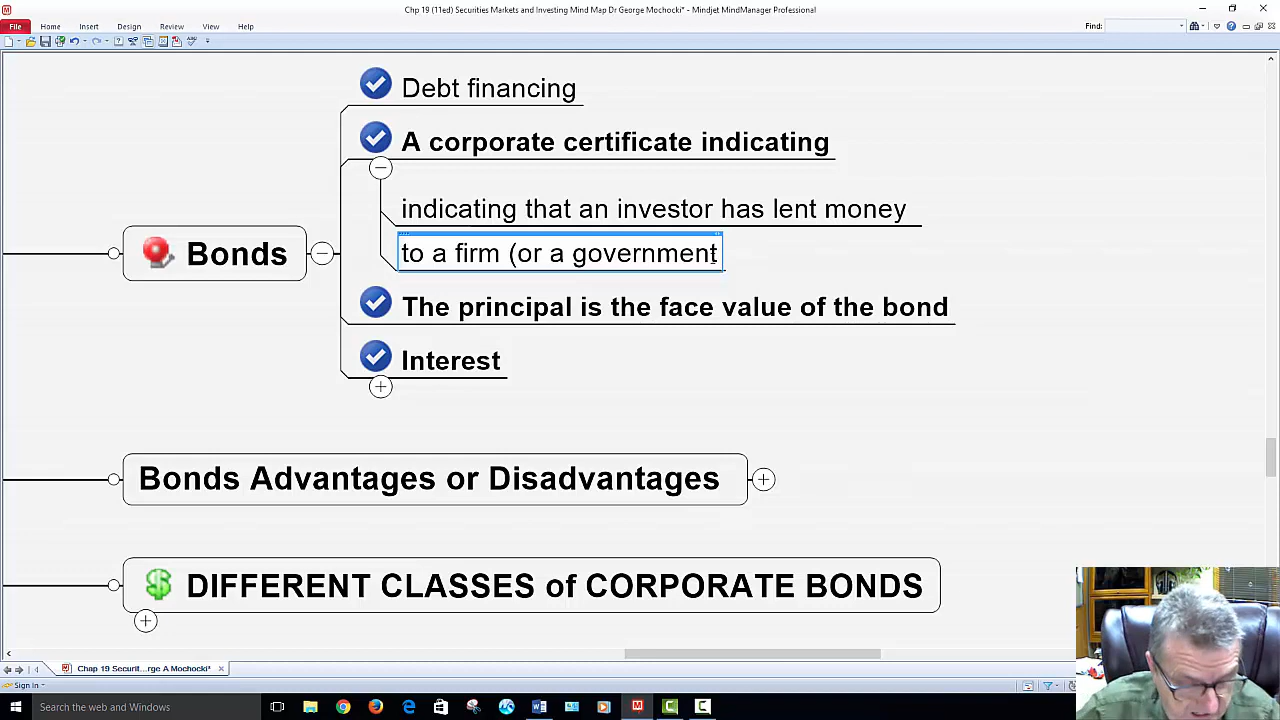 Chp 19 (11ed) Securities Markets and Investing Mind Map Dr George Mochocki* - Mindjet MindManager Professional
File Home Insert Design Review View Find:
Debt financing
A corporate certificate indicating
indicating that an investor has lent money
Bonds
to a firm (or a government
The principal is the face value of the bond
Interest
Bonds Advantages or Disadvantages
DIFFERENT CLASSES of CORPORATE BONDS
Chap 19 Securit...rge A Mochocki*
Sign In
Search the web and Windows